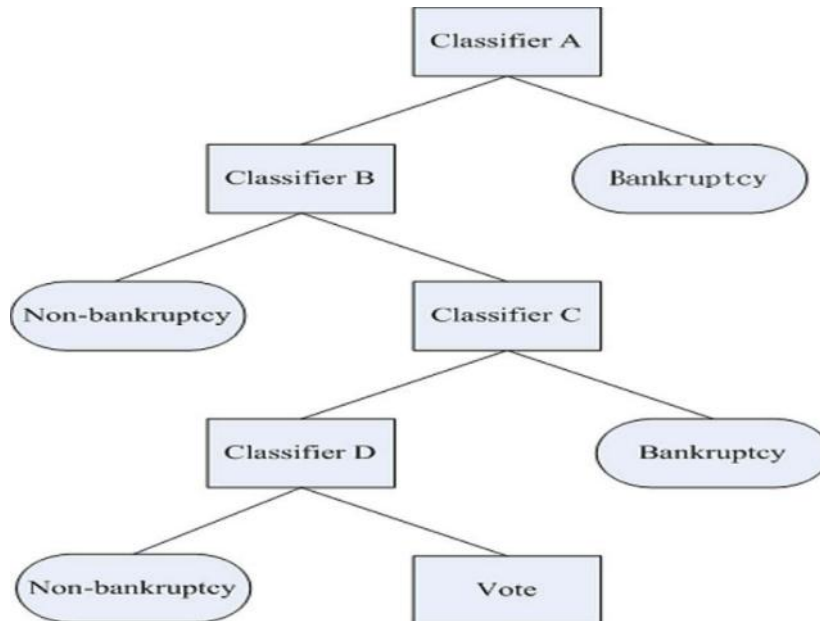 Classifier A
Classifier B
Bankruptcy
Non-bankruptcy
Classifier C
Classifier D
Bankruptcy
Non-bankruptcy
Vote